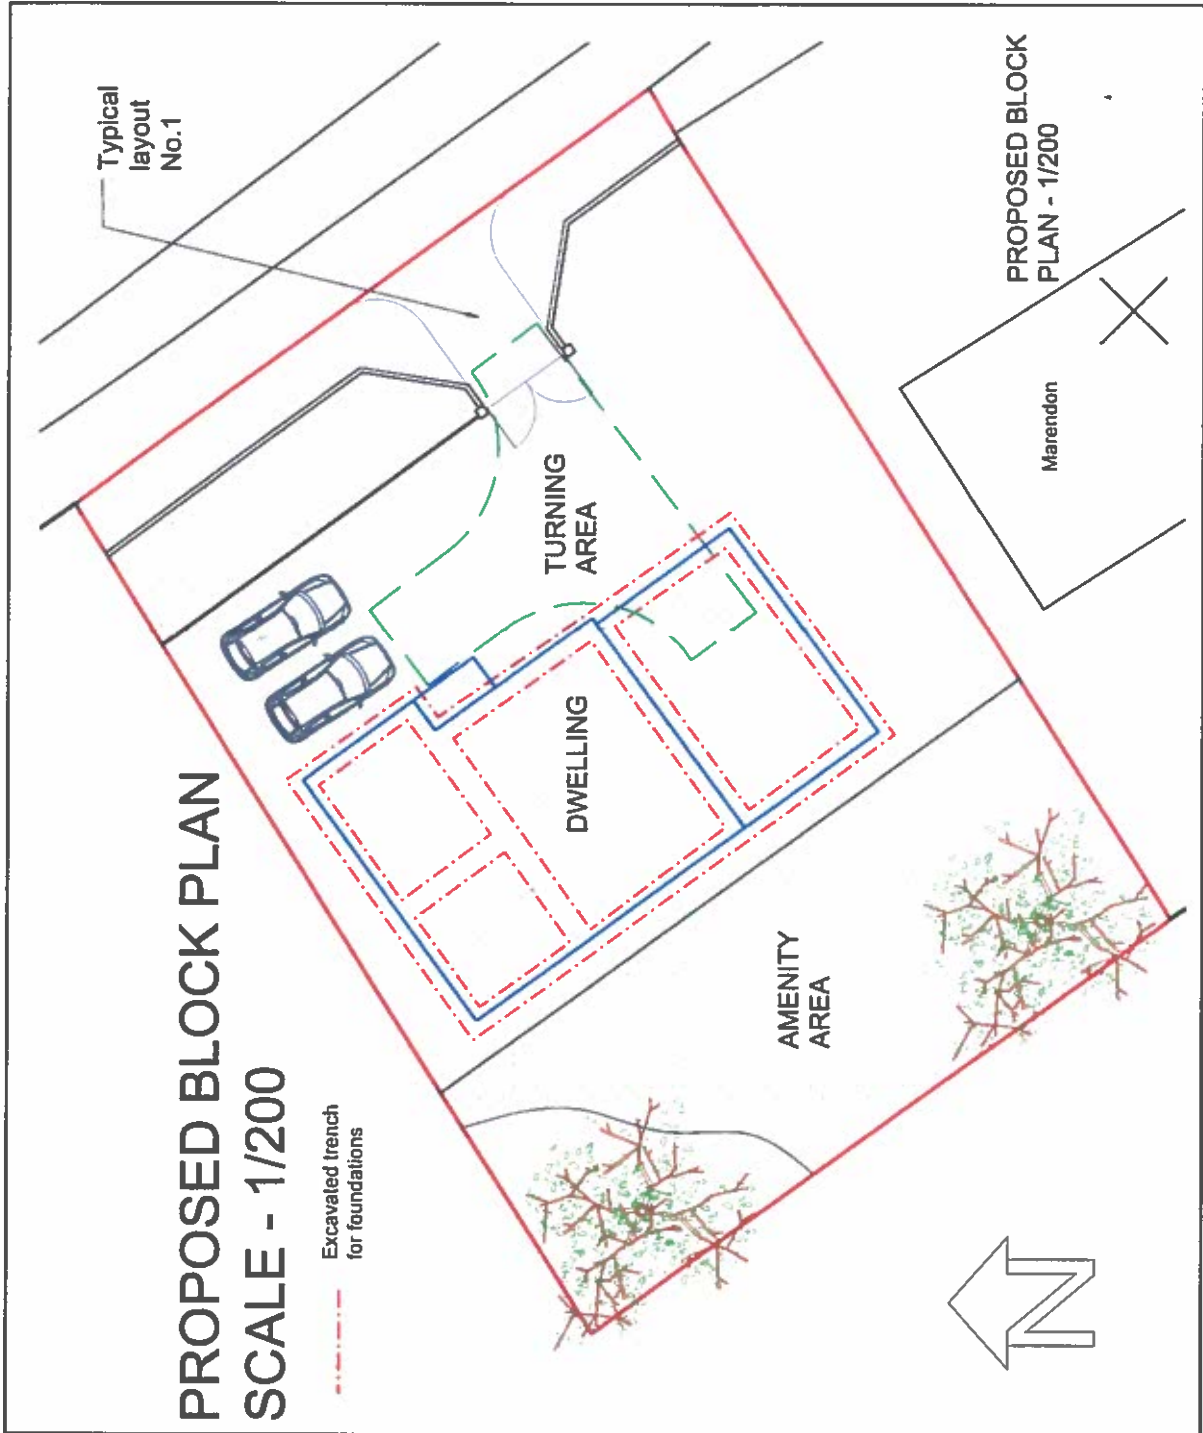 PROPOSED BLOCK PLAN
SCALE - 1/200
Excavated trench
for foundations
Typical
layout
No.1
TURNING
AREA
DWELLING
AMENITY
AREA
PROPOSED BLOCK
PLAN - 1/200
Marendon
N